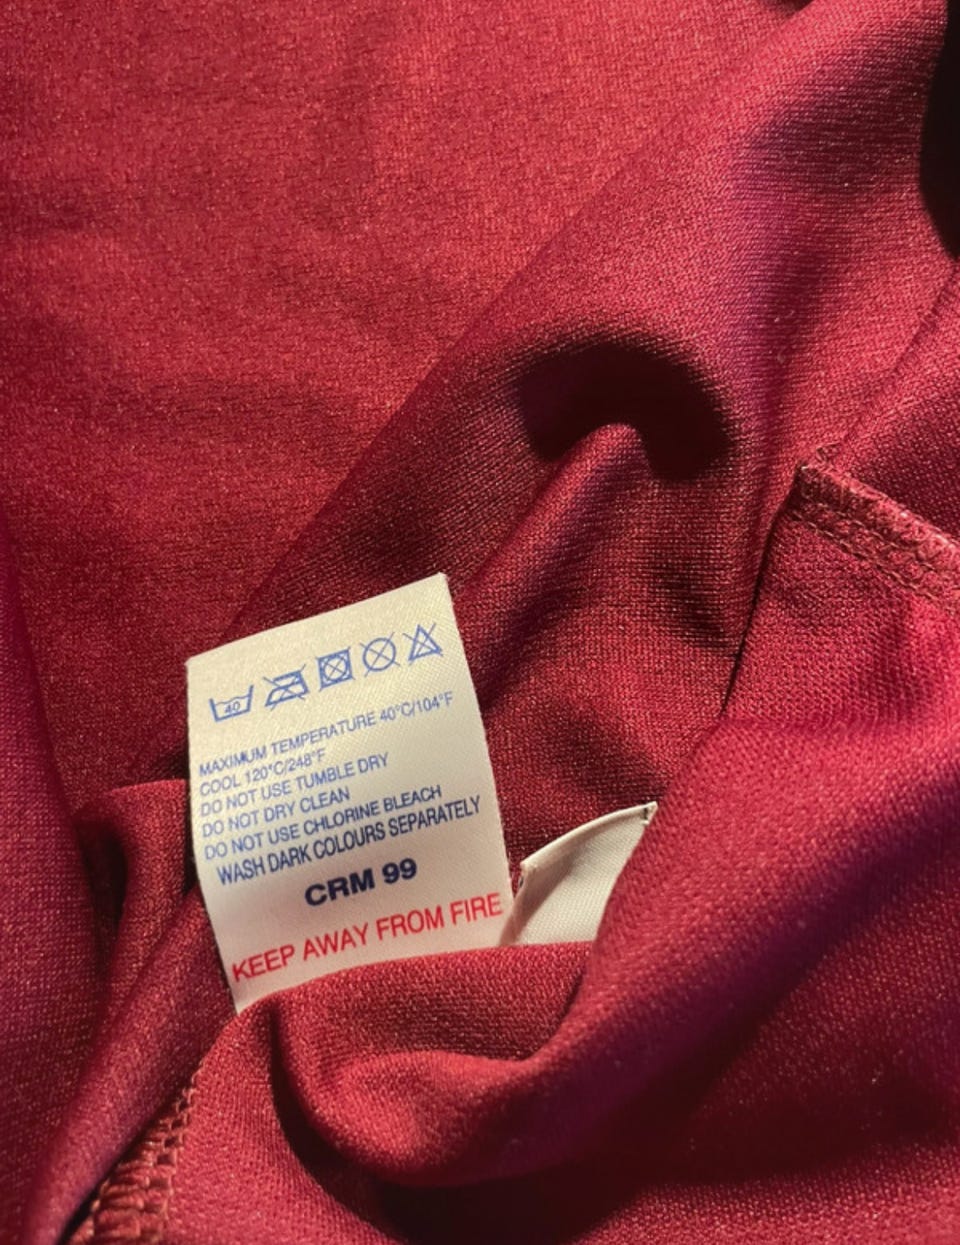 40
MAXIMUM TEMPERATURE 40°C/104°F
COOL 120°C/248°F
DO NOT USE TUMBLE DRY
DO NOT DRY CLEAN
DO NOT USE CHLORINE BLEACH
WASH DARK COLOURS SEPARATELY
CRM 99
KEEP AWAY FROM FIRE